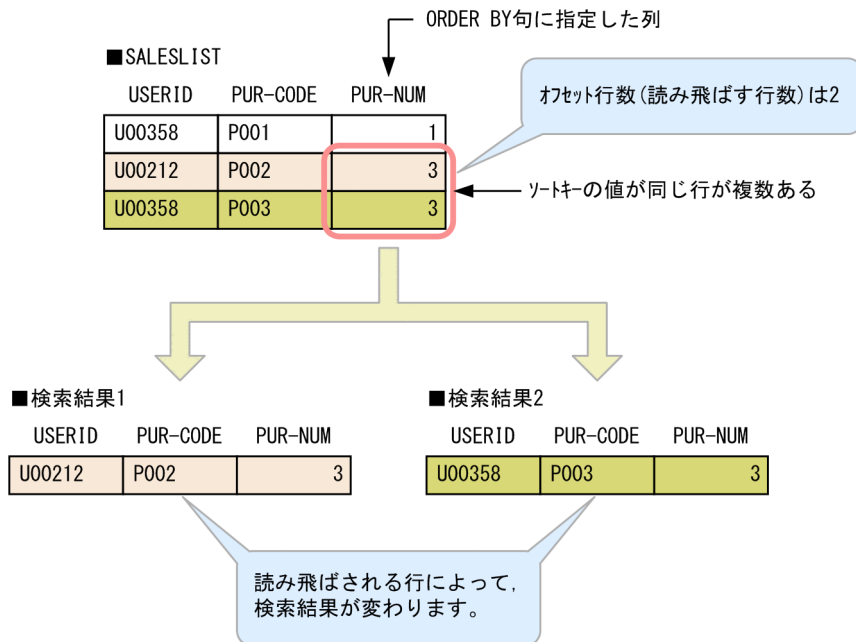 ORDER BY句に指定した列
■SALESLIST
USERID PUR-CODE PUR-NUM
ｵﾌｾｯﾄ行数(読み飛ばす行数)は2
U00358 P001 1
U00212 P002 3
U00358 P003 3
ｿｰﾄｷｰの値が同じ行が複数ある
■検索結果1
USERID PUR-CODE PUR-NUM
U00212 P002 3
■検索結果2
USERID PUR-CODE PUR-NUM
U00358 P003 3
読み飛ばされる行によって，
検索結果が変わります。